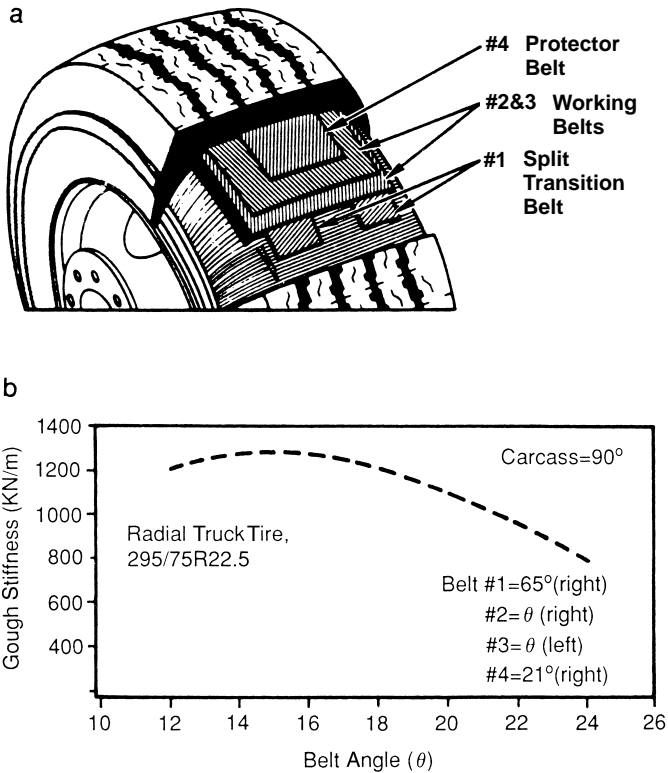 a
#4 Protector
Belt
#2&3 Working
Belts
#1 Split
Transition
Belt
b
1400
1200
1000
800
600
400
Gough Stiffness (KN/m)
Carcass=90°
Radial Truck Tire,
295/75R22.5
Belt #1=65°(right)
#2=θ (right)
#3=θ (left)
#4=21°(right)
10 12 14 16 18 20 22 24 26
Belt Angle (θ)